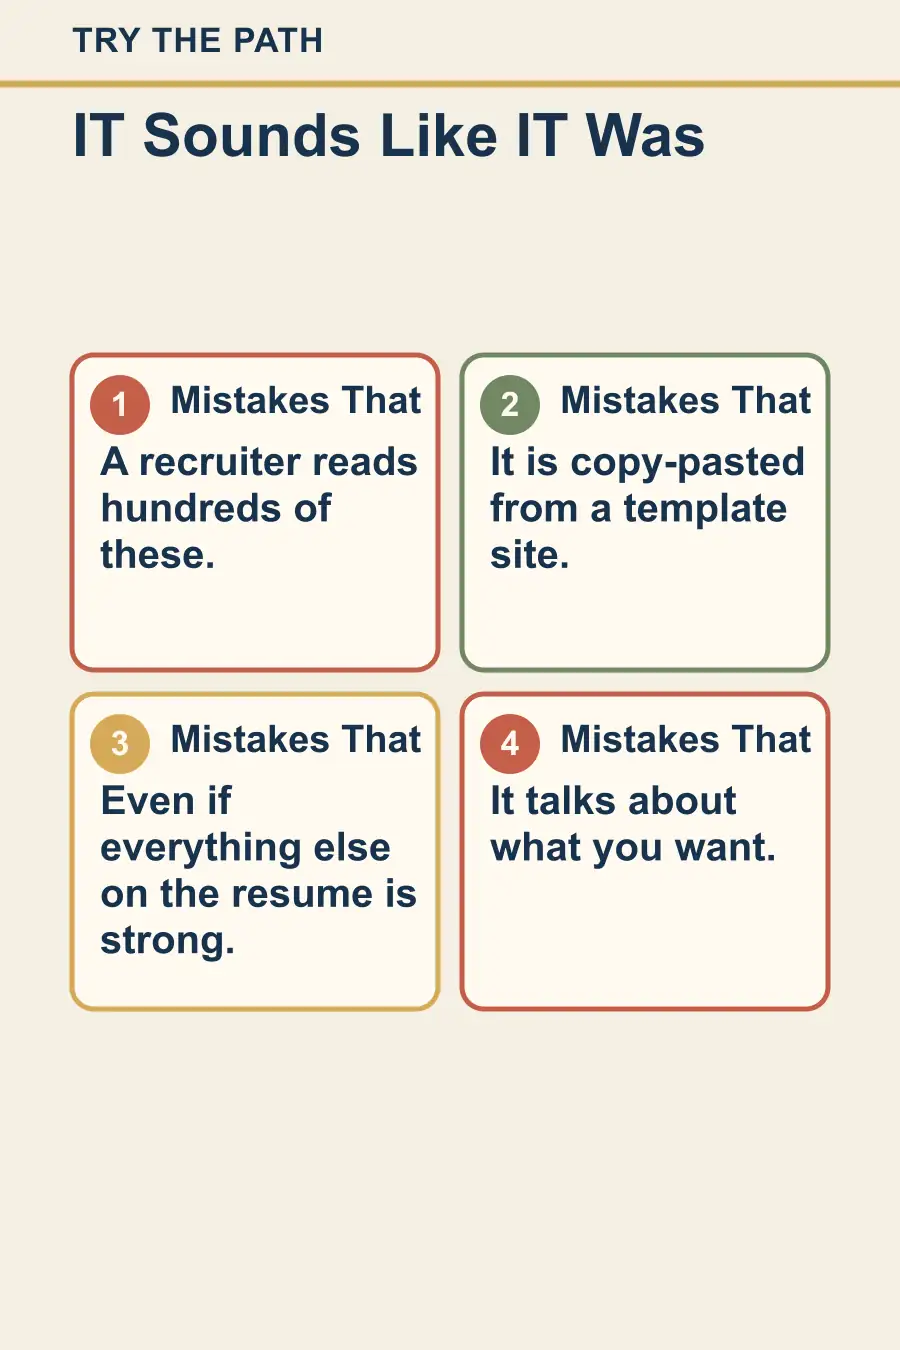 TRY THE PATH
IT Sounds Like IT Was
1 Mistakes That
A recruiter reads
hundreds of
these.
2 Mistakes That
It is copy-pasted
from a template
site.
3 Mistakes That
Even if
everything else
on the resume is
strong.
4 Mistakes That
It talks about
what you want.